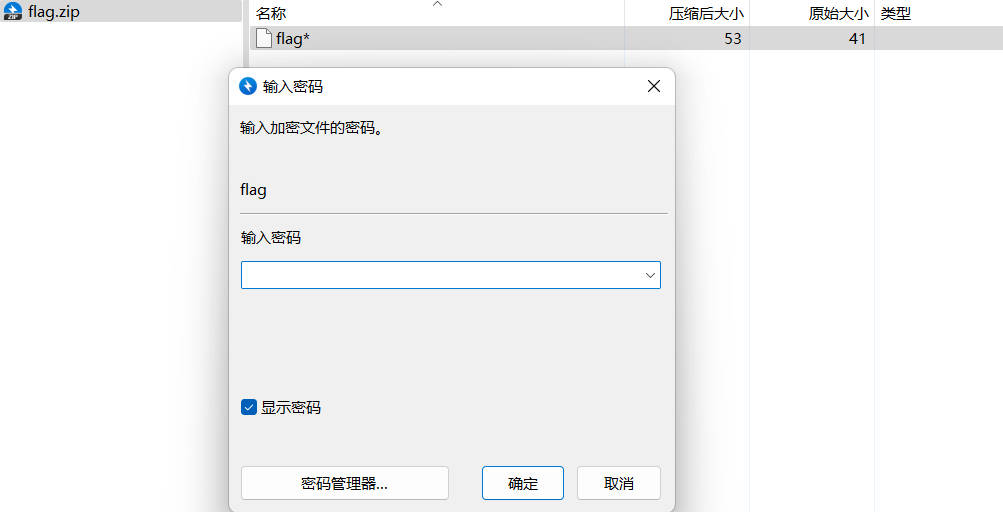 flag.zip
名称 压缩后大小 原始大小 类型
flag* 53 41
输入密码
输入加密文件的密码。
flag
输入密码
显示密码
密码管理器... 确定 取消